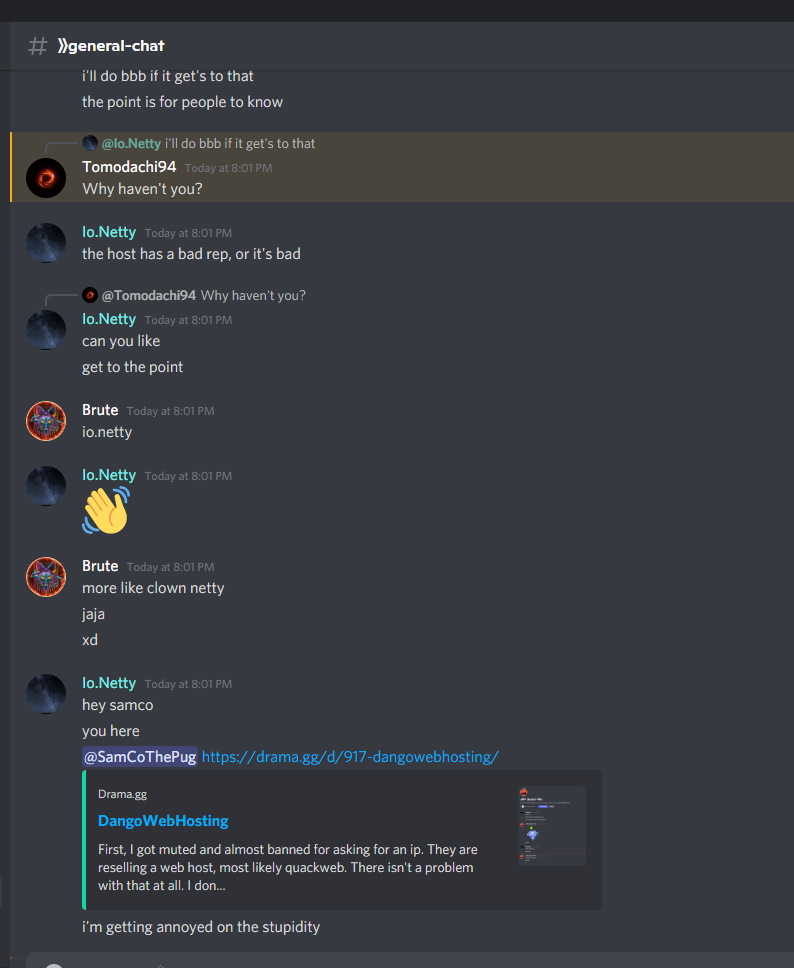 # ⟫general-chat
i'll do bbb if it get's to that
the point is for people to know
@Io.Netty i'll do bbb if it get's to that
Tomodachi94 Today at 8:01 PM
Why haven't you?
Io.Netty Today at 8:01 PM
the host has a bad rep, or it's bad
@Tomodachi94 Why haven't you?
Io.Netty Today at 8:01 PM
can you like
get to the point
Brute Today at 8:01 PM
io.netty
Io.Netty Today at 8:01 PM
Brute Today at 8:01 PM
more like clown netty
jaja
xd
Io.Netty Today at 8:01 PM
hey samco
you here
@SamCoThePug https://drama.gg/d/917-dangowebhosting/
Drama.gg
DangoWebHosting
First, I got muted and almost banned for asking for an ip. They are
reselling a web host, most likely quackweb. There isn't a problem
with that at all. I don...
i'm getting annoyed on the stupidity